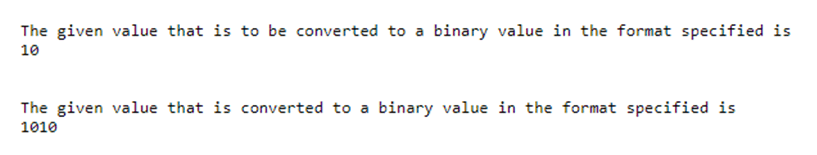 The given value that is to be converted to a binary value in the format specified is
10
The given value that is converted to a binary value in the format specified is
1010